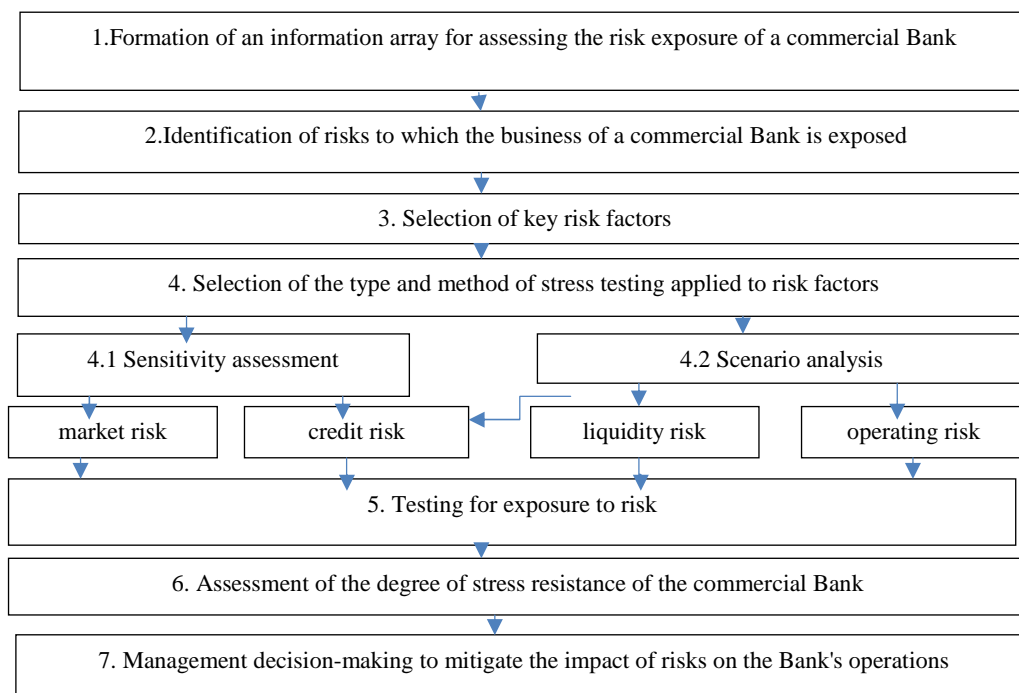 1.Formation of an information array for assessing the risk exposure of a commercial Bank
2.Identification of risks to which the business of a commercial Bank is exposed
3. Selection of key risk factors
4. Selection of the type and method of stress testing applied to risk factors
4.1 Sensitivity assessment
4.2 Scenario analysis
market risk
credit risk
liquidity risk
operating risk
5. Testing for exposure to risk
6. Assessment of the degree of stress resistance of the commercial Bank
7. Management decision-making to mitigate the impact of risks on the Bank's operations